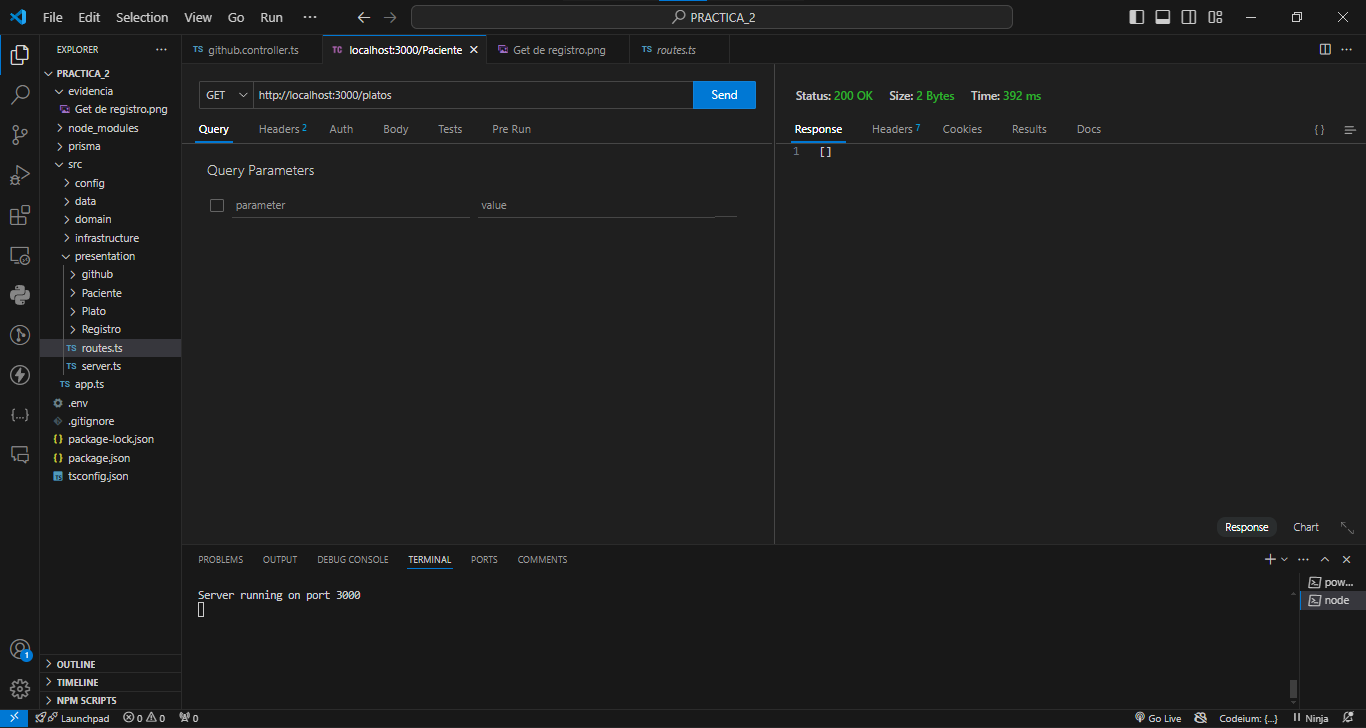 File Edit Selection View Go Run ··· PRACTICA_2
EXPLORER ···
PRACTICA_2
evidencia
Get de registro.png
node_modules
prisma
src
config
data
domain
infrastructure
presentation
github
Paciente
Plato
Registro
TS routes.ts
TS server.ts
TS app.ts
.env
.gitignore
{} package-lock.json
{} package.json
TS tsconfig.json
OUTLINE
TIMELINE
NPM SCRIPTS
TS github.controller.ts TC localhost:3000/Paciente Get de registro.png TS routes.ts
GET http://localhost:3000/platos Send
Query Headers 2 Auth Body Tests Pre Run
Query Parameters
parameter value
Status: 200 OK Size: 2 Bytes Time: 392 ms
Response Headers 7 Cookies Results Docs { }
1 []
Response Chart
PROBLEMS OUTPUT DEBUG CONSOLE TERMINAL PORTS COMMENTS
Server running on port 3000
pow...
node
1
Launchpad 0 0 0 Go Live Codeium: {...} Ninja